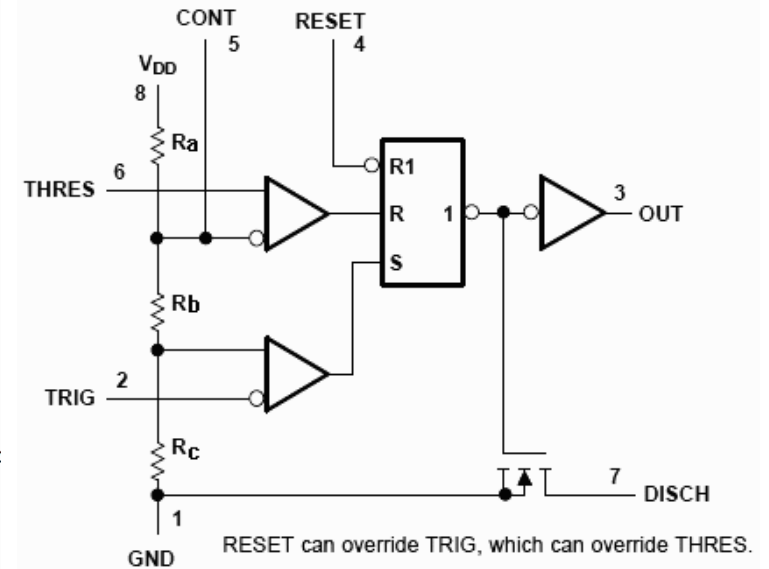 CONT
5
RESET
4
VDD
8
Ra
THRES
6
R1
R
1
S
3
OUT
Rb
TRIG
2
Rc
7
DISCH
1
GND
RESET can override TRIG, which can override THRES.
: